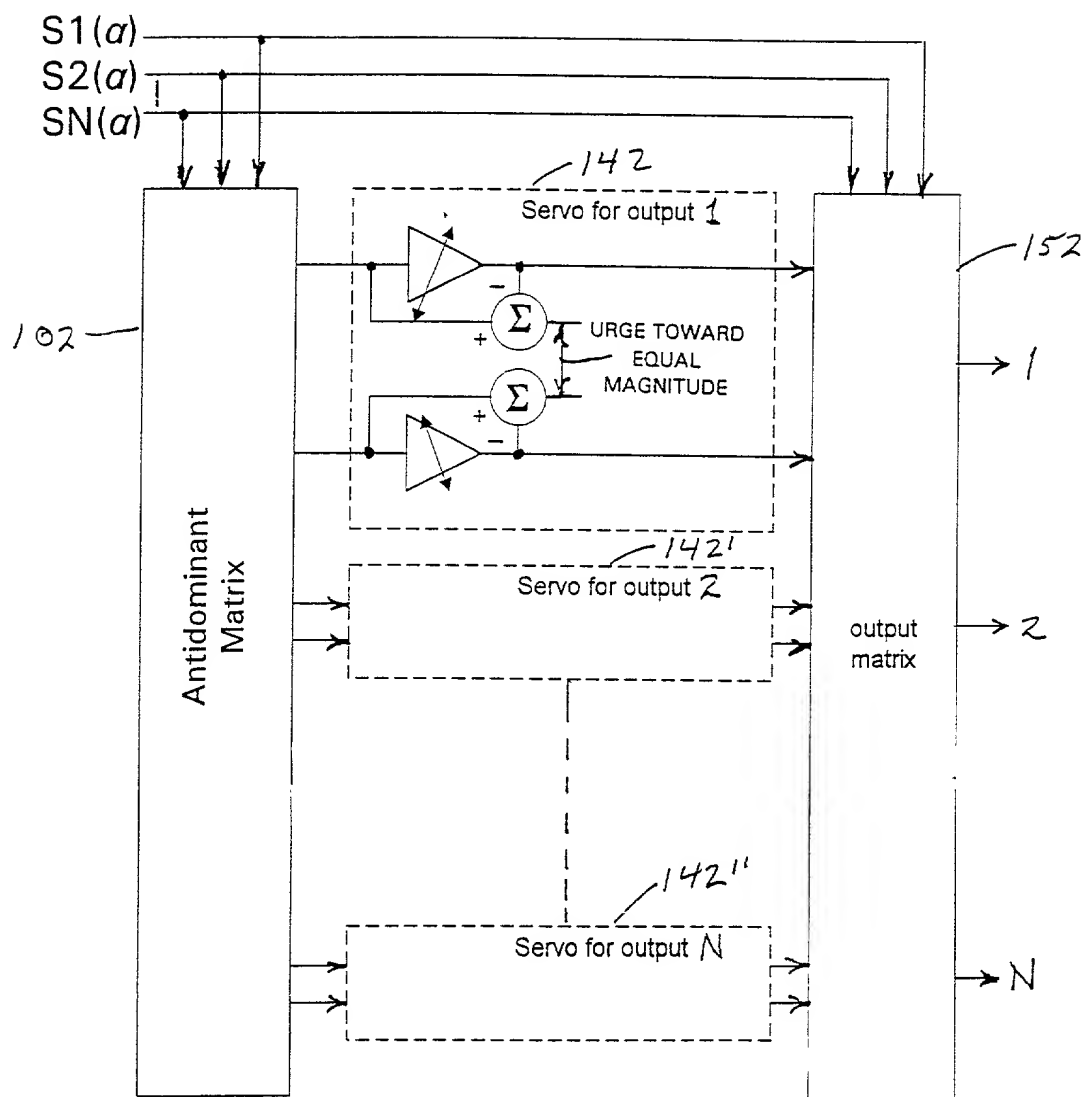 S1(α)
S2(α)
SN(α)
142
Servo for output 1
152
102
−
Σ
+
URGE TOWARD
EQUAL
MAGNITUDE
1
Σ
+
−
Antidominant
Matrix
142'
Servo for output 2
2
output
matrix
142"
Servo for output N
N